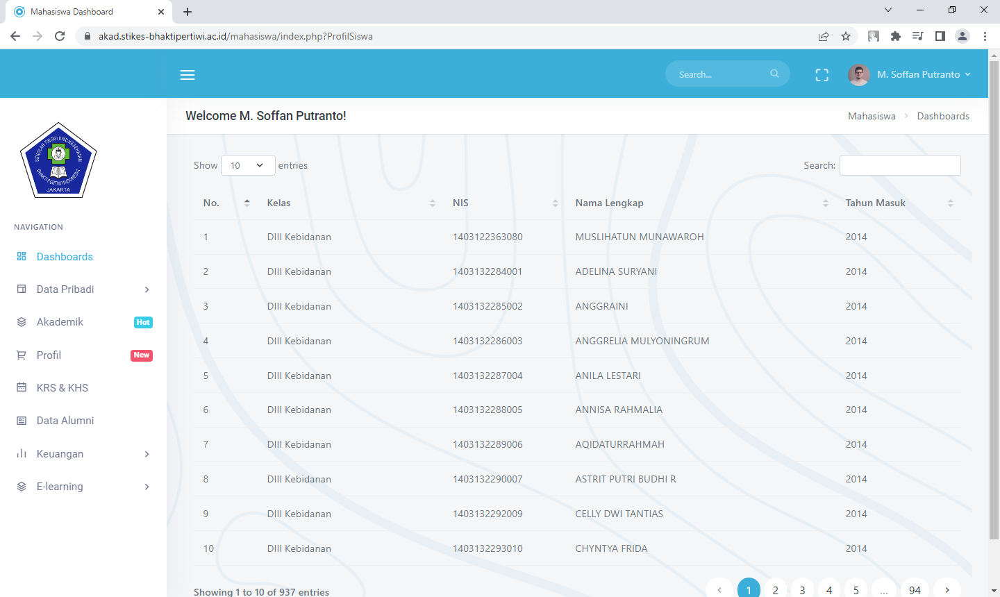 Mahasiswa Dashboard
akad.stikes-bhaktipertiwi.ac.id/mahasiswa/index.php?ProfilSiswa
Search...
M. Soffan Putranto
Welcome M. Soffan Putranto!
Mahasiswa > Dashboards
SEKOLAH TINGGI ILMU KESEHATAN
BHAKTI PERTIWI INDONESIA
JAKARTA
NAVIGATION
Dashboards
Data Pribadi
Akademik Hot
Profil New
KRS & KHS
Data Alumni
Keuangan
E-learning
Show 10 entries
Search:
No. Kelas NIS Nama Lengkap Tahun Masuk
1 DIII Kebidanan 1403122363080 MUSLIHATUN MUNAWAROH 2014
2 DIII Kebidanan 1403132284001 ADELINA SURYANI 2014
3 DIII Kebidanan 1403132285002 ANGGRAINI 2014
4 DIII Kebidanan 1403132286003 ANGGRELIA MULYONINGRUM 2014
5 DIII Kebidanan 1403132287004 ANILA LESTARI 2014
6 DIII Kebidanan 1403132288005 ANNISA RAHMALIA 2014
7 DIII Kebidanan 1403132289006 AQIDATURRAHMAH 2014
8 DIII Kebidanan 1403132290007 ASTRIT PUTRI BUDHI R 2014
9 DIII Kebidanan 1403132292009 CELLY DWI TANTIAS 2014
10 DIII Kebidanan 1403132293010 CHYNTYA FRIDA 2014
Showing 1 to 10 of 937 entries
‹ 1 2 3 4 5 ... 94 ›